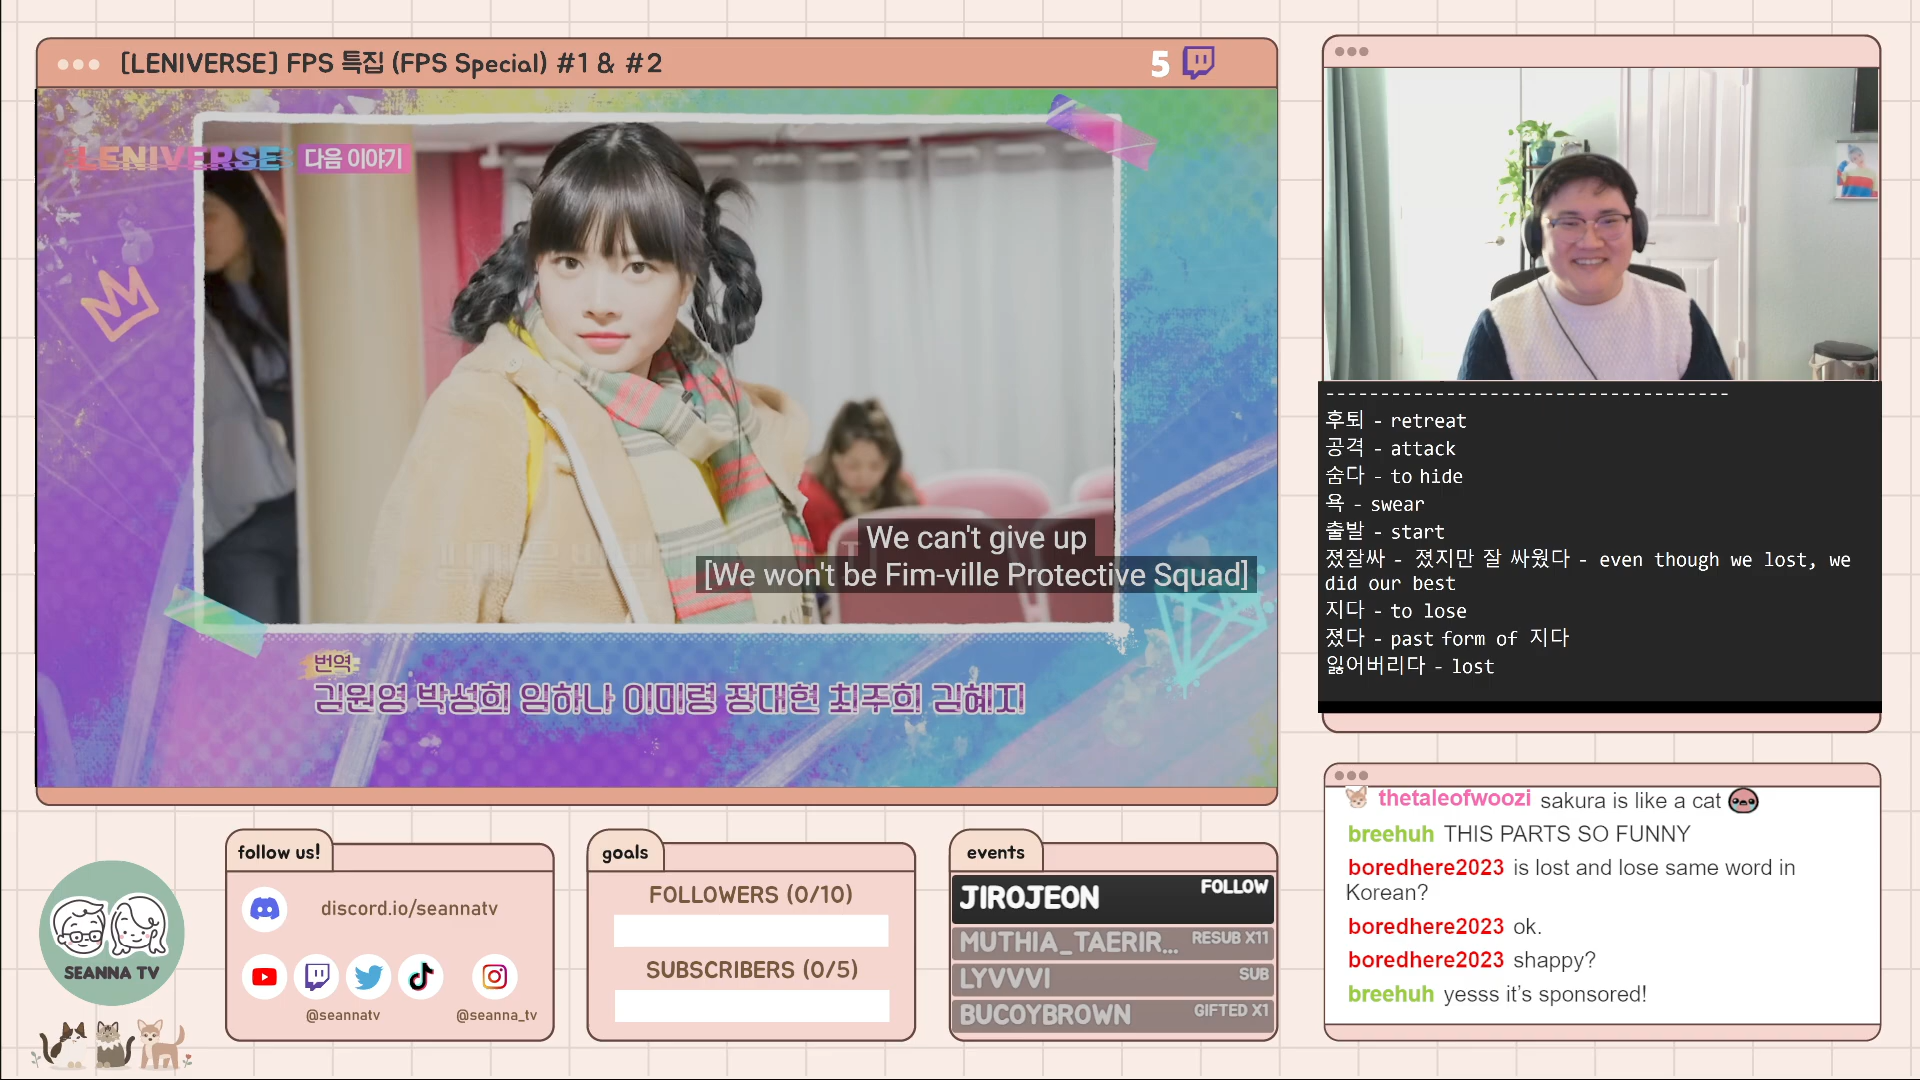 [LENIVERSE] FPS 특집 (FPS Special) #1 & #2
5
LENIVERSE 다음 이야기
We can't give up
[We won't be Fim-ville Protective Squad]
번역
김원영 박성희 임하나 이미령 장대현 최주희 김혜지
------------------------------------
후퇴 - retreat
공격 - attack
숨다 - to hide
욕 - swear
출발 - start
졌잘싸 - 졌지만 잘 싸웠다 - even though we lost, we
did our best
지다 - to lose
졌다 - past form of 지다
잃어버리다 - lost
thetaleofwoozi sakura is like a cat
breehuh THIS PARTS SO FUNNY
boredhere2023 is lost and lose same word in
Korean?
boredhere2023 ok.
boredhere2023 shappy?
breehuh yesss it’s sponsored!
SEANNA TV
follow us!
discord.io/seannatv
@seannatv
@seanna_tv
goals
FOLLOWERS (0/10)
SUBSCRIBERS (0/5)
events
JIROJEON FOLLOW
MUTHIA_TAERIR... RESUB X11
LYVVVI SUB
BUCOYBROWN GIFTED X1